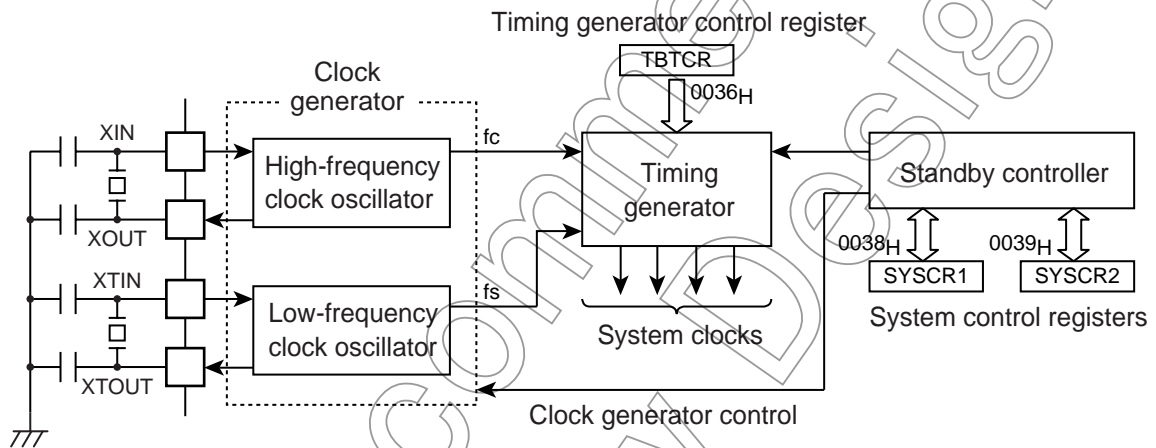 Timing generator control register
TBTCR
0036H
Clock
generator
XIN
High-frequency
clock oscillator
fc
Timing
generator
Standby controller
XOUT
0038H
0039H
SYSCR1
SYSCR2
XTIN
Low-frequency
clock oscillator
fs
System clocks
System control registers
XTOUT
Clock generator control